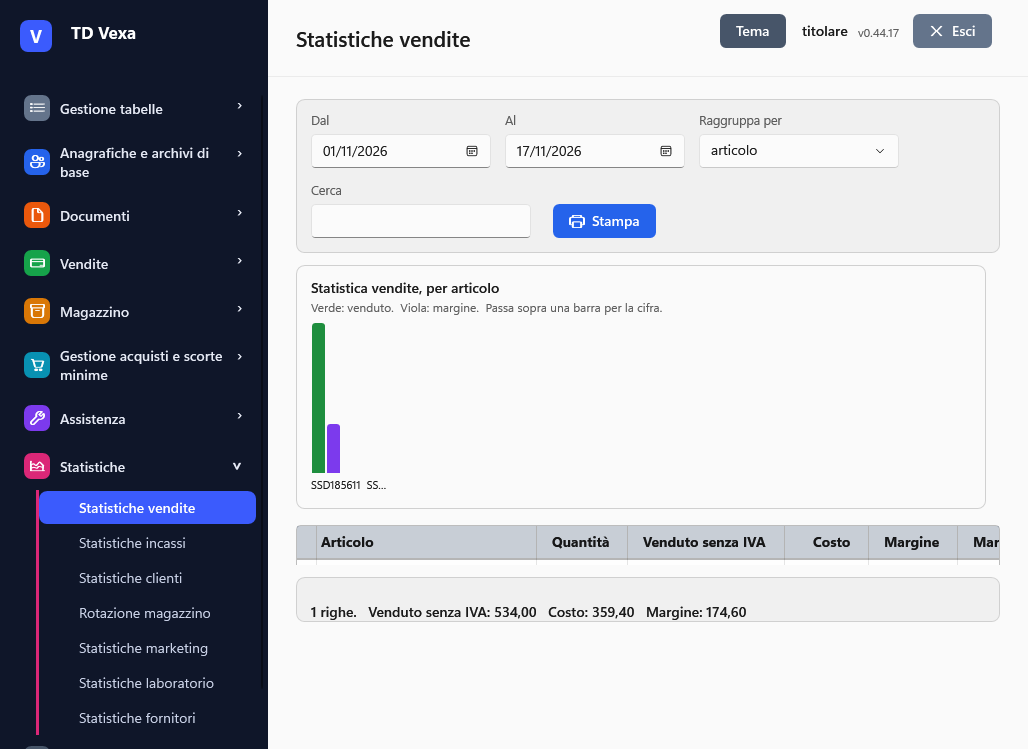 V TD Vexa
Gestione tabelle
Anagrafiche e archivi di
base
Documenti
Vendite
Magazzino
Gestione acquisti e scorte
minime
Assistenza
Statistiche
Statistiche vendite
Statistiche incassi
Statistiche clienti
Rotazione magazzino
Statistiche marketing
Statistiche laboratorio
Statistiche fornitori
Statistiche vendite
Tema titolare v0.44.17 Esci
Dal Al Raggruppa per
01/11/2026 17/11/2026 articolo
Cerca
Stampa
Statistica vendite, per articolo
Verde: venduto. Viola: margine. Passa sopra una barra per la cifra.
SSD185611 SS...
Articolo Quantità Venduto senza IVA Costo Margine Mar
1 righe. Venduto senza IVA: 534,00 Costo: 359,40 Margine: 174,60